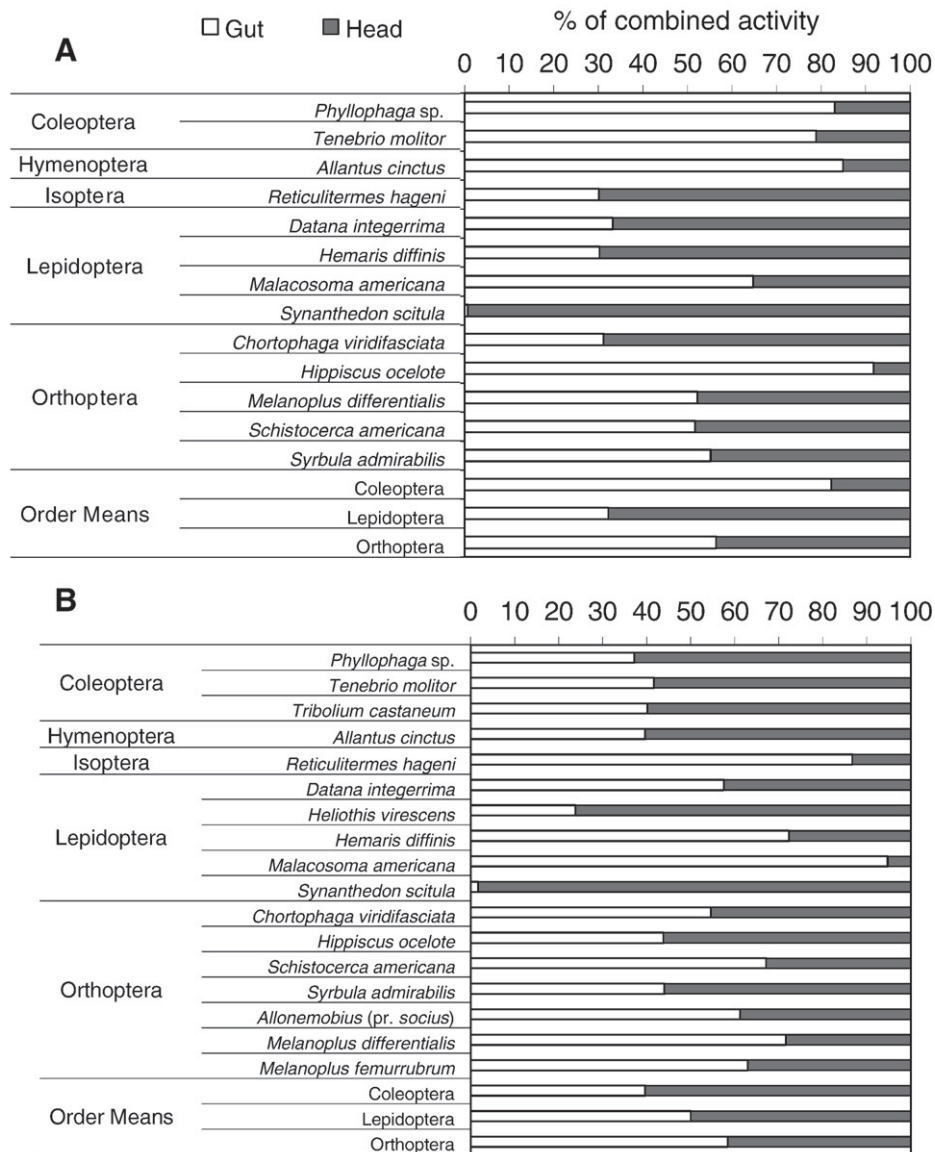 Gut Head % of combined activity
A
0 10 20 30 40 50 60 70 80 90 100
Coleoptera
Phyllophaga sp.
Tenebrio molitor
Hymenoptera
Allantus cinctus
Isoptera
Reticulitermes hageni
Lepidoptera
Datana integerrima
Hemaris diffinis
Malacosoma americana
Synanthedon scitula
Orthoptera
Chortophaga viridifasciata
Hippiscus ocelote
Melanoplus differentialis
Schistocerca americana
Syrbula admirabilis
Order Means
Coleoptera
Lepidoptera
Orthoptera
B
0 10 20 30 40 50 60 70 80 90 100
Coleoptera
Phyllophaga sp.
Tenebrio molitor
Tribolium castaneum
Hymenoptera
Allantus cinctus
Isoptera
Reticulitermes hageni
Lepidoptera
Datana integerrima
Heliothis virescens
Hemaris diffinis
Malacosoma americana
Synanthedon scitula
Orthoptera
Chortophaga viridifasciata
Hippiscus ocelote
Schistocerca americana
Syrbula admirabilis
Allonemobius (pr. socius)
Melanoplus differentialis
Melanoplus femurrubrum
Order Means
Coleoptera
Lepidoptera
Orthoptera